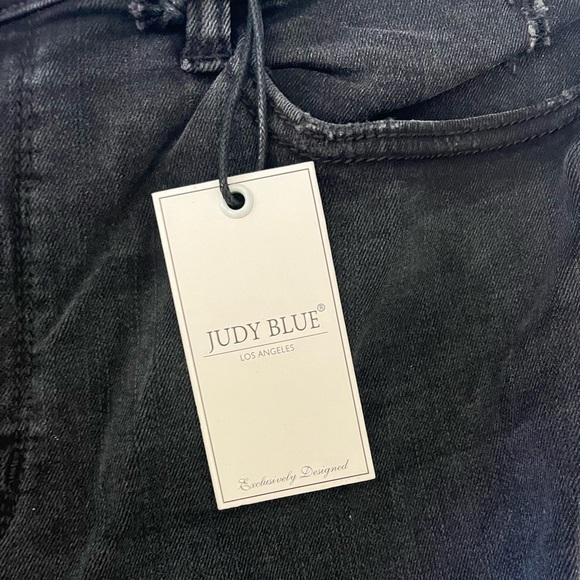 JUDY BLUE®
LOS ANGELES
Exclusively Designed